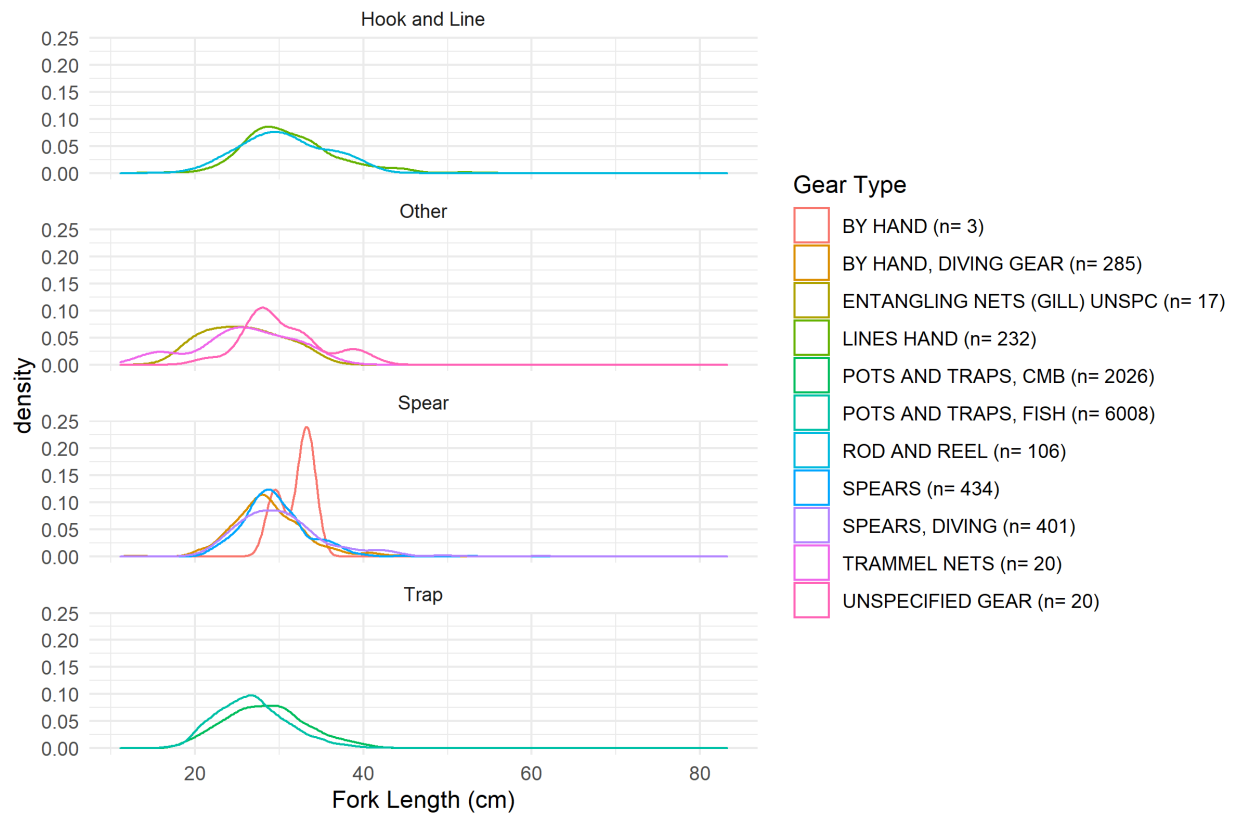 Hook and Line
0.25
0.20
0.15
0.10
0.05
0.00
Other
0.25
0.20
0.15
0.10
0.05
0.00
Spear
0.25
0.20
0.15
0.10
0.05
0.00
Trap
0.25
0.20
0.15
0.10
0.05
0.00
20 40 60 80
Fork Length (cm)
density
Gear Type
BY HAND (n= 3)
BY HAND, DIVING GEAR (n= 285)
ENTANGLING NETS (GILL) UNSPC (n= 17)
LINES HAND (n= 232)
POTS AND TRAPS, CMB (n= 2026)
POTS AND TRAPS, FISH (n= 6008)
ROD AND REEL (n= 106)
SPEARS (n= 434)
SPEARS, DIVING (n= 401)
TRAMMEL NETS (n= 20)
UNSPECIFIED GEAR (n= 20)